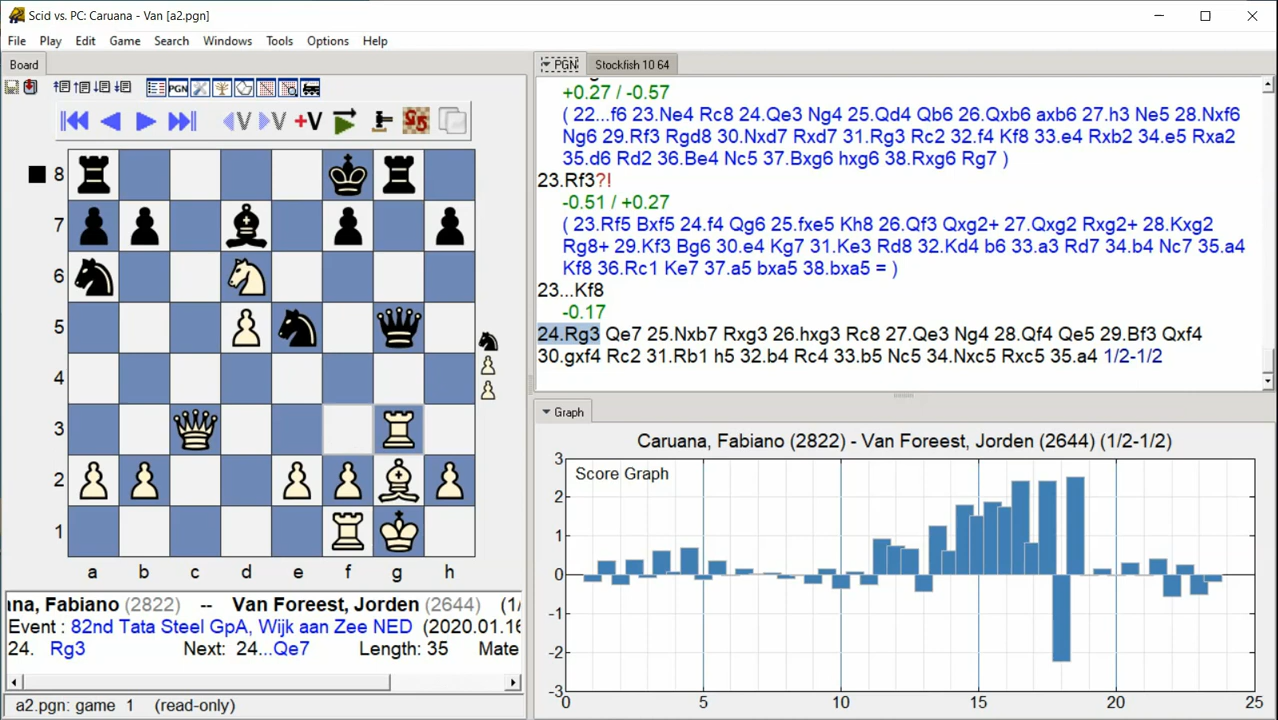 Scid vs. PC: Caruana - Van [a2.pgn]
File Play Edit Game Search Windows Tools Options Help
Board
PGN
V V +V
8
7
6
5
4
3
2
1
a b c d e f g h
ana, Fabiano (2822) -- Van Foreest, Jorden (2644) (1/
Event : 82nd Tata Steel GpA, Wijk aan Zee NED (2020.01.16
24. Rg3 Next: 24...Qe7 Length: 35 Mate
a2.pgn: game 1 (read-only)
PGN Stockfish 10 64
+0.27 / -0.57
( 22...f6 23.Ne4 Rc8 24.Qe3 Ng4 25.Qd4 Qb6 26.Qxb6 axb6 27.h3 Ne5 28.Nxf6
Ng6 29.Rf3 Rgd8 30.Nxd7 Rxd7 31.Rg3 Rc2 32.f4 Kf8 33.e4 Rxb2 34.e5 Rxa2
35.d6 Rd2 36.Be4 Nc5 37.Bxg6 hxg6 38.Rxg6 Rg7 )
23.Rf3?!
-0.51 / +0.27
( 23.Rf5 Bxf5 24.f4 Qg6 25.fxe5 Kh8 26.Qf3 Qxg2+ 27.Qxg2 Rxg2+ 28.Kxg2
Rg8+ 29.Kf3 Bg6 30.e4 Kg7 31.Ke3 Rd8 32.Kd4 b6 33.a3 Rd7 34.b4 Nc7 35.a4
Kf8 36.Rc1 Ke7 37.a5 bxa5 38.bxa5 = )
23...Kf8
-0.17
24.Rg3 Qe7 25.Nxb7 Rxg3 26.hxg3 Rc8 27.Qe3 Ng4 28.Qf4 Qe5 29.Bf3 Qxf4
30.gxf4 Rc2 31.Rb1 h5 32.b4 Rc4 33.b5 Nc5 34.Nxc5 Rxc5 35.a4 1/2-1/2
Graph
Caruana, Fabiano (2822) - Van Foreest, Jorden (2644) (1/2-1/2)
Score Graph
3
2
1
0
-1
-2
-3
0 5 10 15 20 25